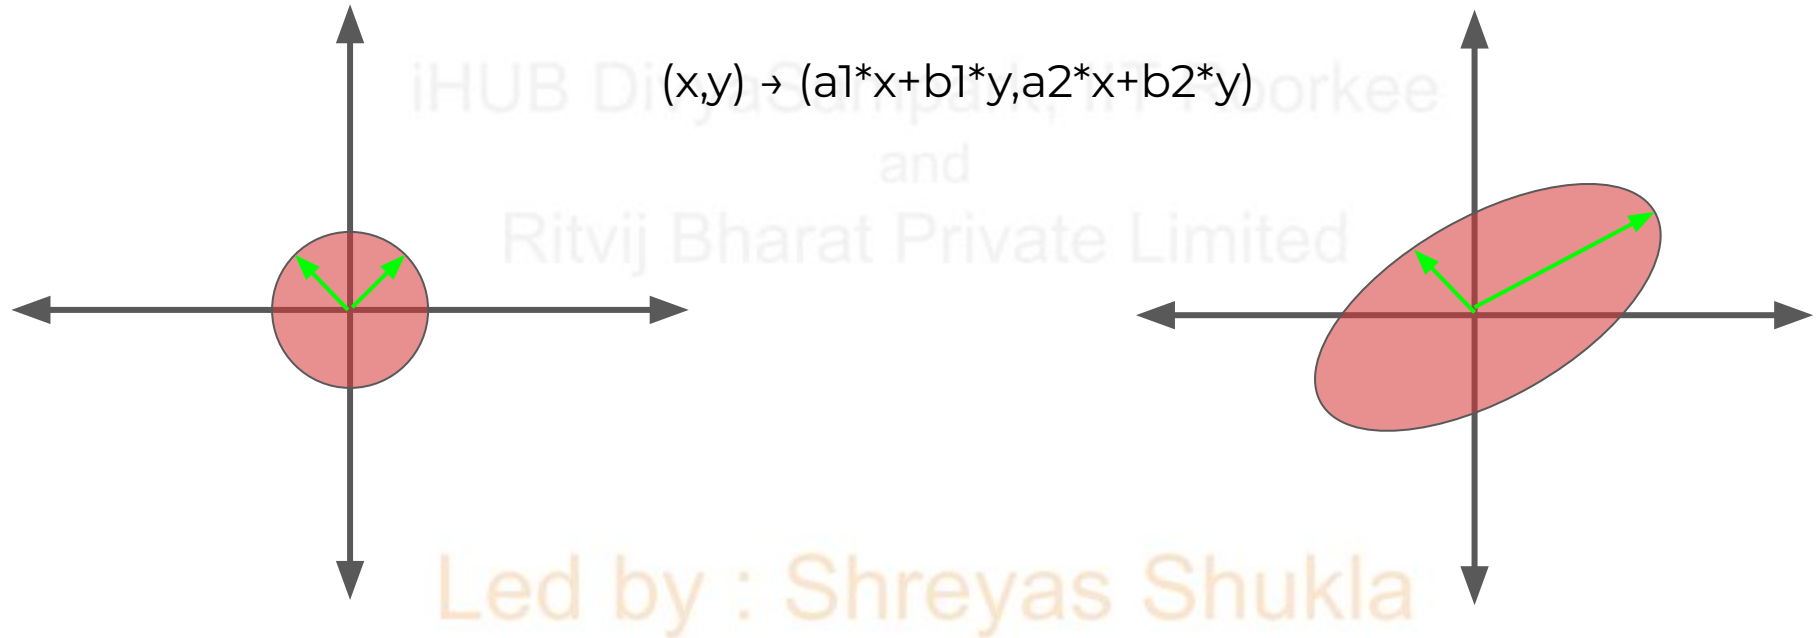 (x,y) → (a1*x+b1*y,a2*x+b2*y)
iHUB DivyaSampark, IIT Roorkee
and
Ritvij Bharat Private Limited
Led by : Shreyas Shukla